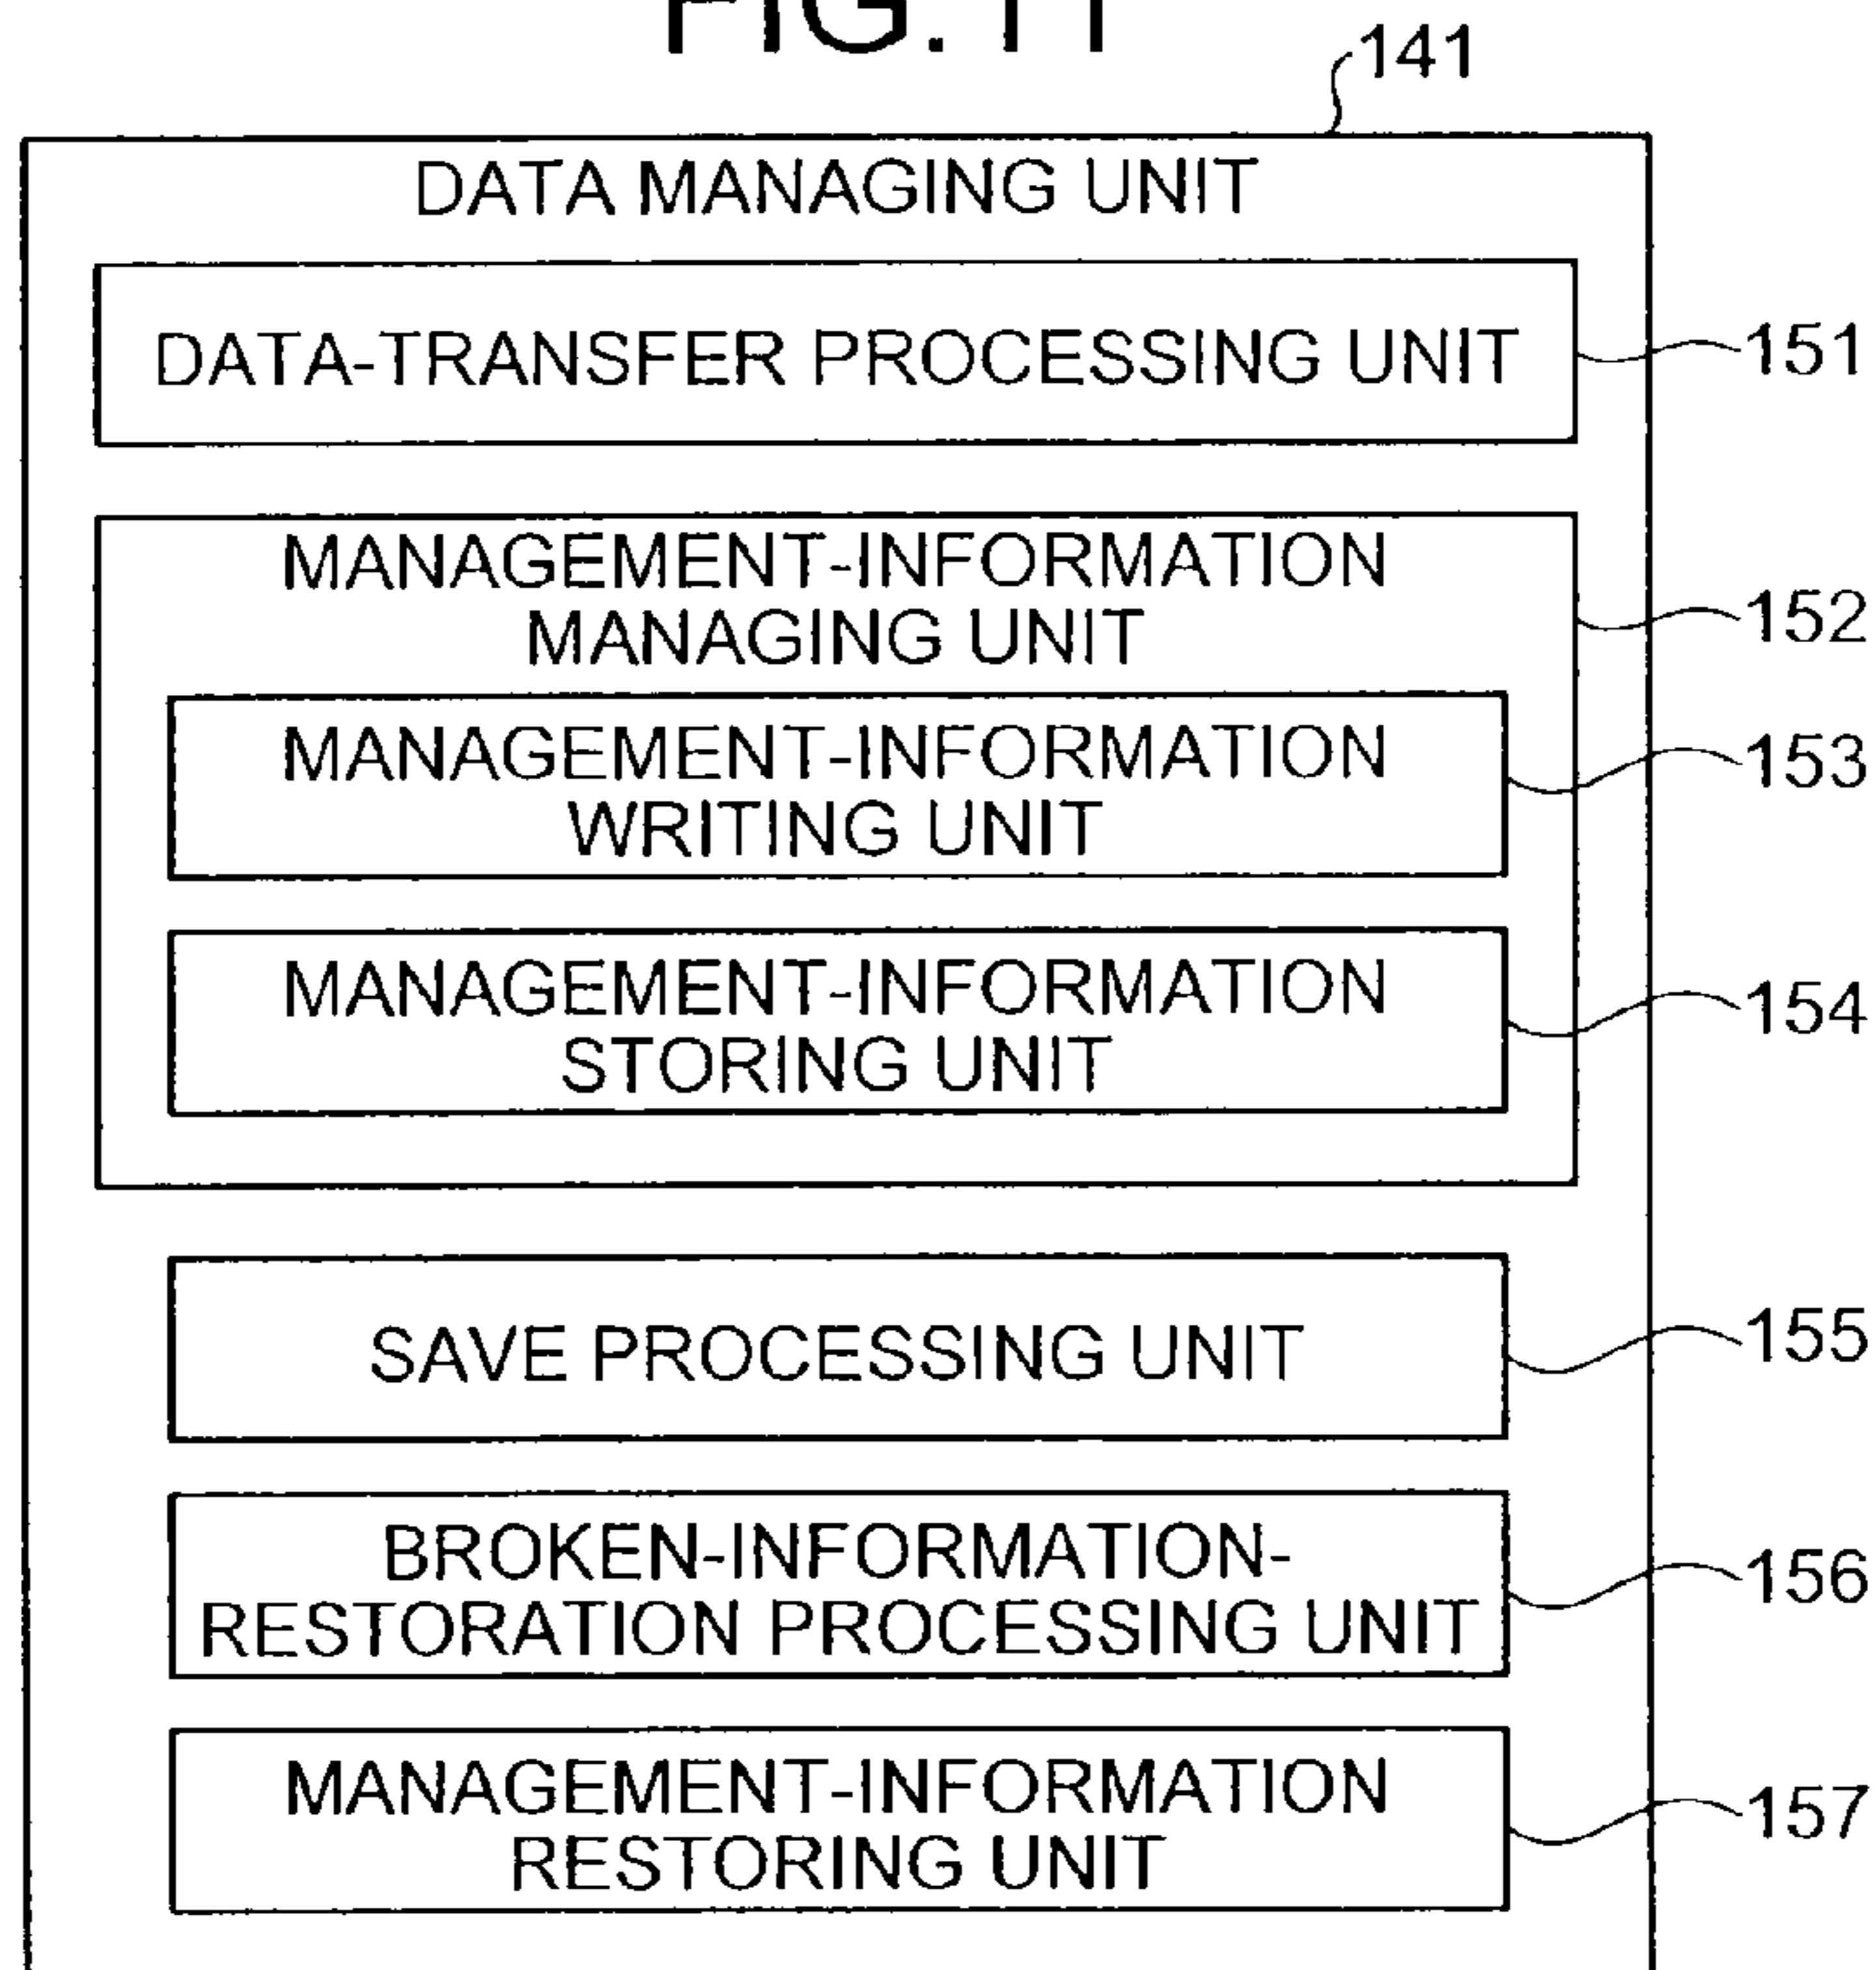 FIG.11
141
DATA MANAGING UNIT
DATA-TRANSFER PROCESSING UNIT
151
MANAGEMENT-INFORMATION
MANAGING UNIT
152
MANAGEMENT-INFORMATION
WRITING UNIT
153
MANAGEMENT-INFORMATION
STORING UNIT
154
SAVE PROCESSING UNIT
155
BROKEN-INFORMATION-
RESTORATION PROCESSING UNIT
156
MANAGEMENT-INFORMATION
RESTORING UNIT
157